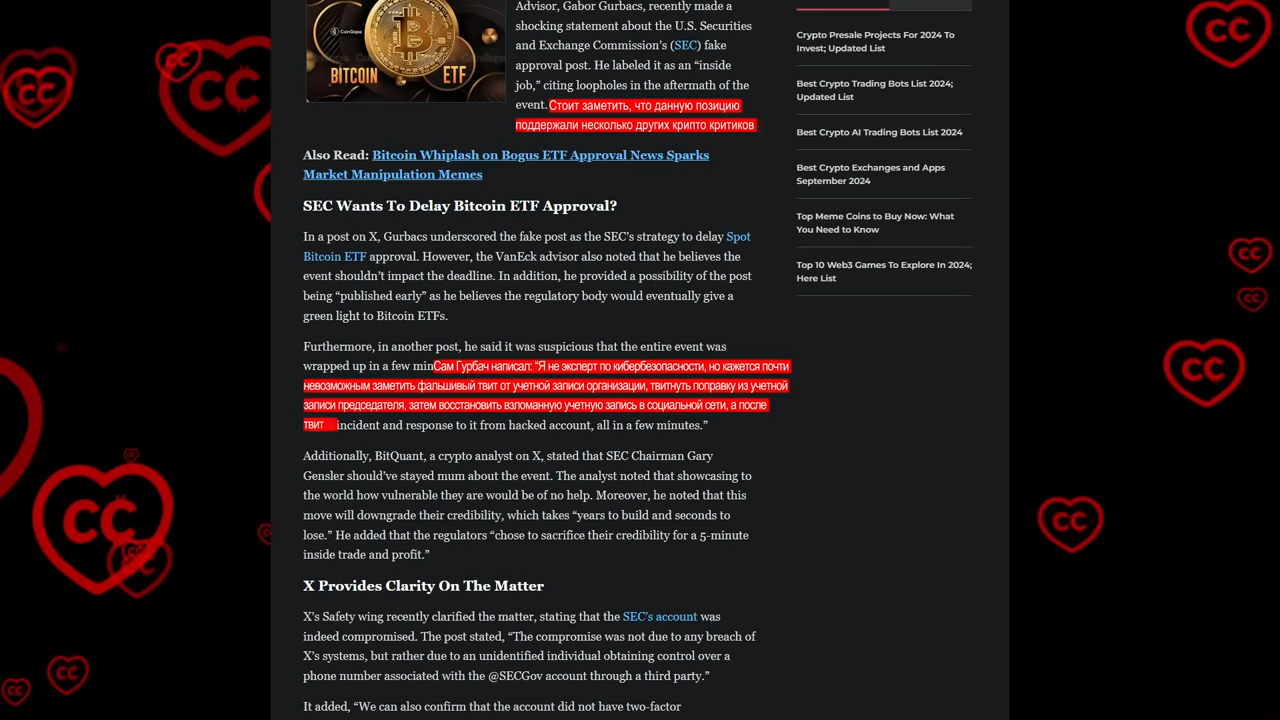 Advisor, Gabor Gurbacs, recently made a
shocking statement about the U.S. Securities
and Exchange Commission’s (SEC) fake
approval post. He labeled it as an “inside
job,” citing loopholes in the aftermath of the
event. Стоит заметить, что данную позицию
поддержали несколько других крипто критиков
CoinGape
BITCOIN ETF
Also Read: Bitcoin Whiplash on Bogus ETF Approval News Sparks
Market Manipulation Memes
SEC Wants To Delay Bitcoin ETF Approval?
In a post on X, Gurbacs underscored the fake post as the SEC’s strategy to delay Spot
Bitcoin ETF approval. However, the VanEck advisor also noted that he believes the
event shouldn’t impact the deadline. In addition, he provided a possibility of the post
being “published early” as he believes the regulatory body would eventually give a
green light to Bitcoin ETFs.
Furthermore, in another post, he said it was suspicious that the entire event was
wrapped up in a few min Сам Гурбач написал: “Я не эксперт по кибербезопасности, но кажется почти
невозможным заметить фальшивый твит от учетной записи организации, твитнуть поправку из учетной
записи председателя, затем восстановить взломанную учетную запись в социальной сети, а после
твит incident and response to it from hacked account, all in a few minutes.”
Additionally, BitQuant, a crypto analyst on X, stated that SEC Chairman Gary
Gensler should’ve stayed mum about the event. The analyst noted that showcasing to
the world how vulnerable they are would be of no help. Moreover, he noted that this
move will downgrade their credibility, which takes “years to build and seconds to
lose.” He added that the regulators “chose to sacrifice their credibility for a 5-minute
inside trade and profit.”
X Provides Clarity On The Matter
X’s Safety wing recently clarified the matter, stating that the SEC’s account was
indeed compromised. The post stated, “The compromise was not due to any breach of
X’s systems, but rather due to an unidentified individual obtaining control over a
phone number associated with the @SECGov account through a third party.”
It added, “We can also confirm that the account did not have two-factor
Crypto Presale Projects For 2024 To
Invest; Updated List
Best Crypto Trading Bots List 2024;
Updated List
Best Crypto AI Trading Bots List 2024
Best Crypto Exchanges and Apps
September 2024
Top Meme Coins to Buy Now: What
You Need to Know
Top 10 Web3 Games To Explore In 2024;
Here List